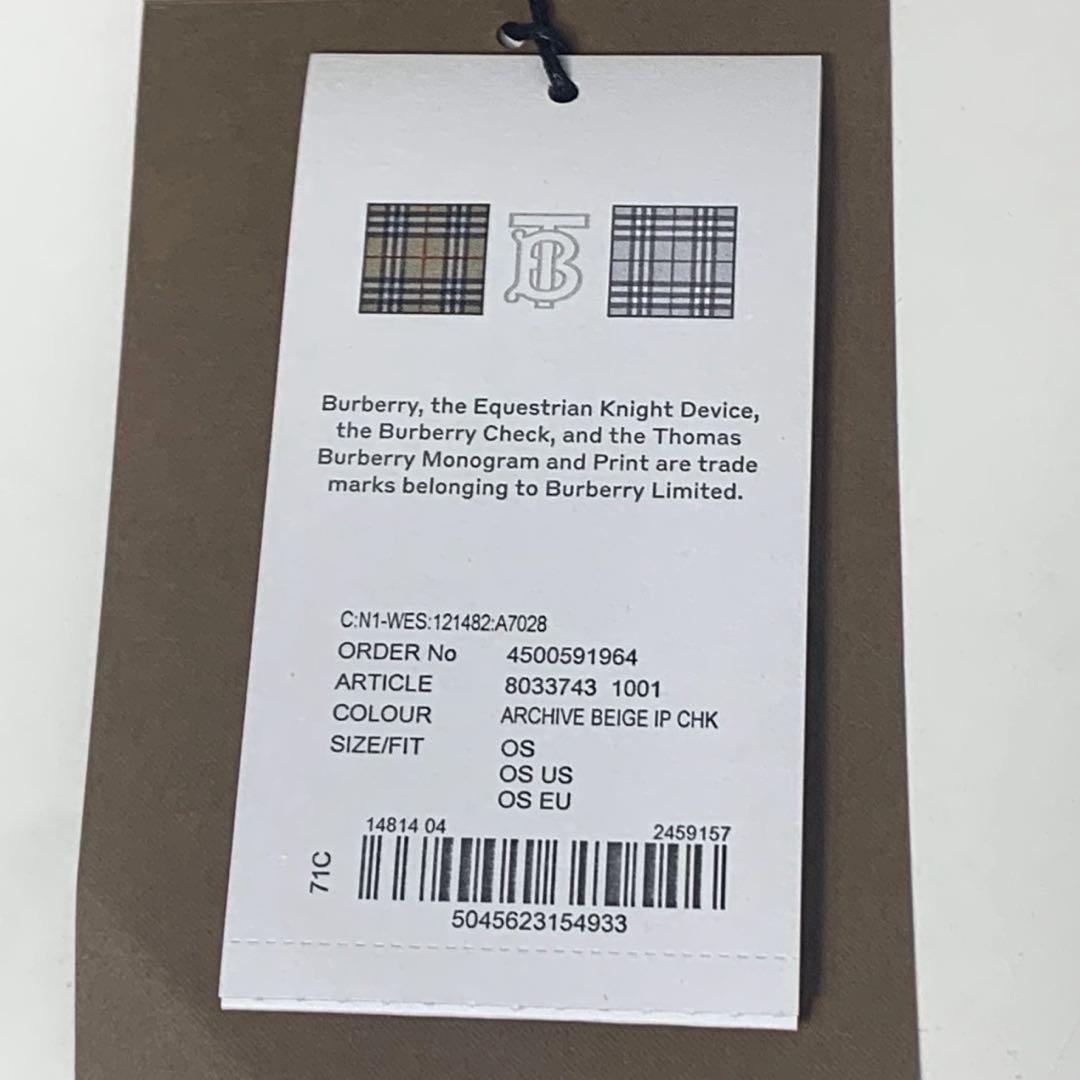 TB
Burberry, the Equestrian Knight Device,
the Burberry Check, and the Thomas
Burberry Monogram and Print are trade
marks belonging to Burberry Limited.
C:N1-WES:121482:A7028
ORDER No 4500591964
ARTICLE 8033743 1001
COLOUR ARCHIVE BEIGE IP CHK
SIZE/FIT OS
OS US
OS EU
14814 04 2459157
71C
5045623154933